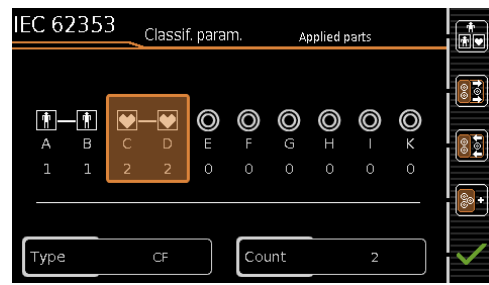 IEC 62353
Classif. param.
Applied parts
A B C D E F G H I K
1 1 2 2 0 0 0 0 0 0
Type CF
Count 2